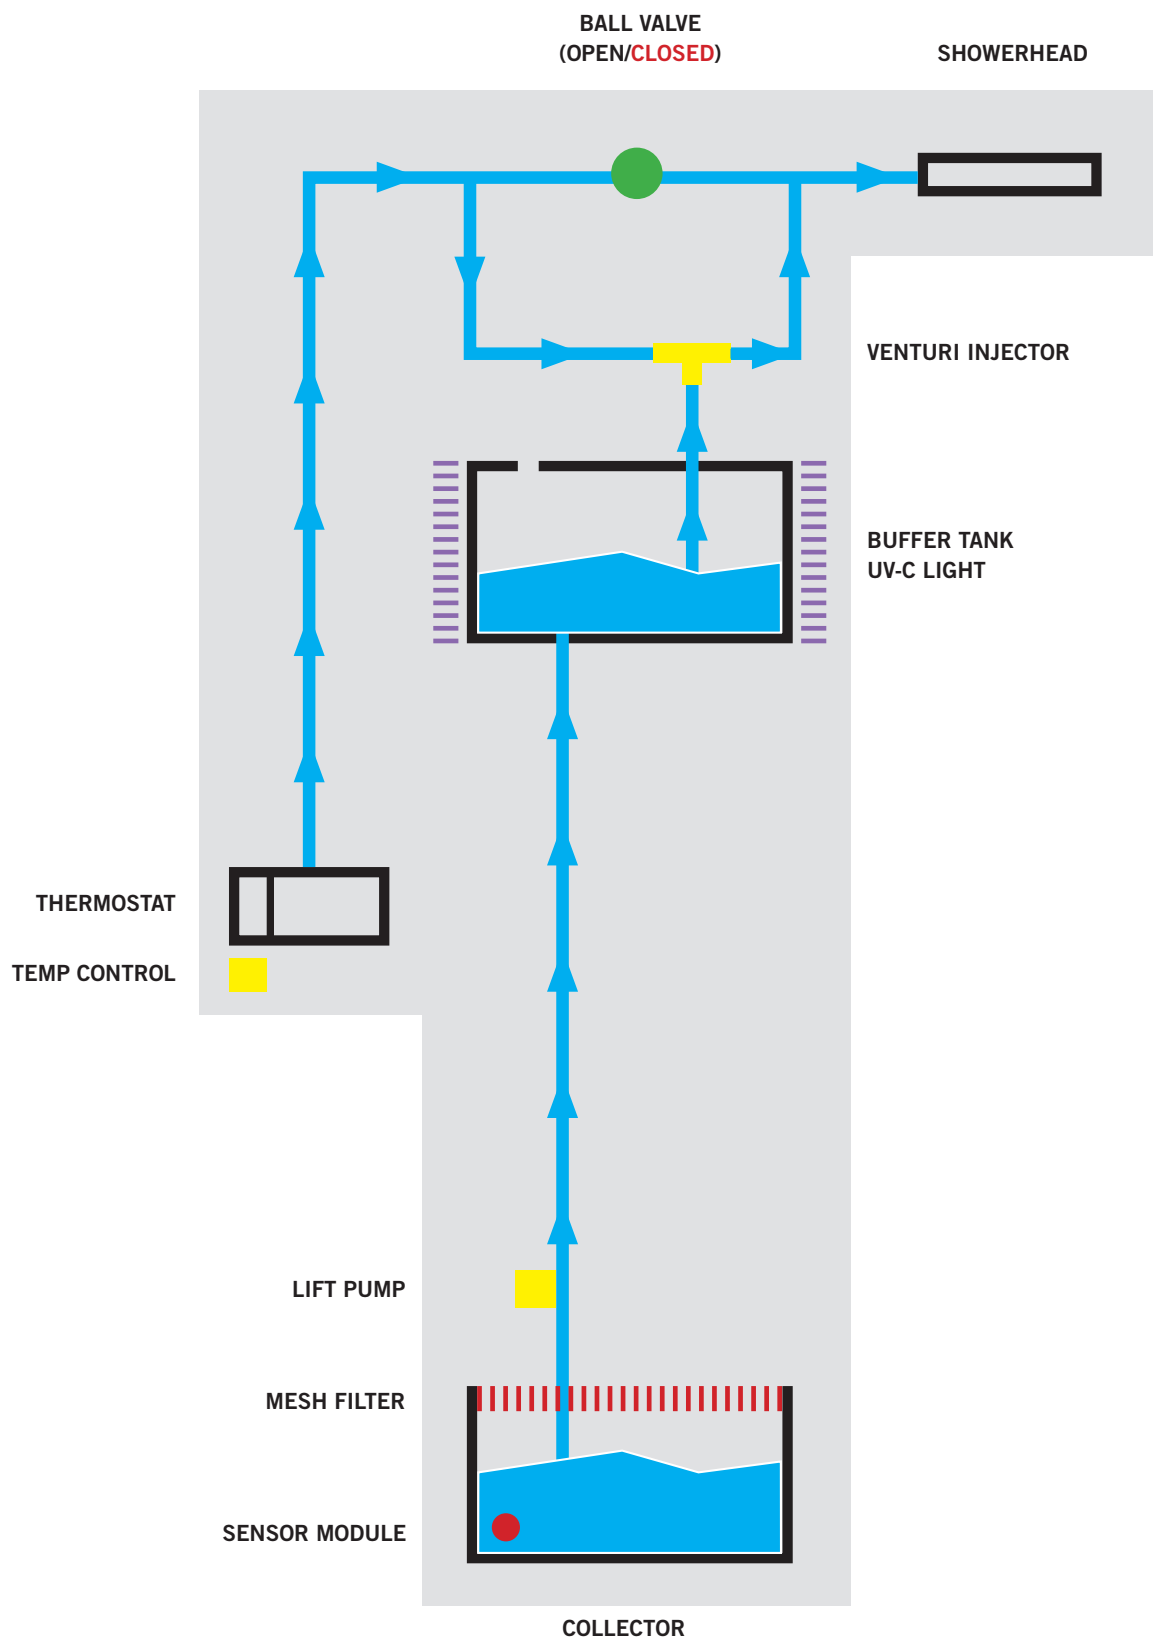 BALL VALVE
(OPEN/CLOSED)
SHOWERHEAD
VENTURI INJECTOR
BUFFER TANK
UV-C LIGHT
THERMOSTAT
TEMP CONTROL
LIFT PUMP
MESH FILTER
SENSOR MODULE
COLLECTOR